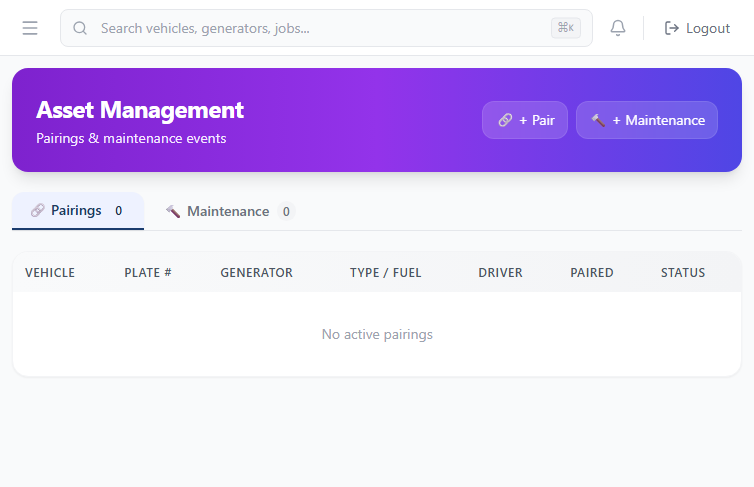 Search vehicles, generators, jobs... ⌘K Logout
Asset Management
Pairings & maintenance events
+ Pair + Maintenance
Pairings 0 Maintenance 0
VEHICLE PLATE # GENERATOR TYPE / FUEL DRIVER PAIRED STATUS
No active pairings